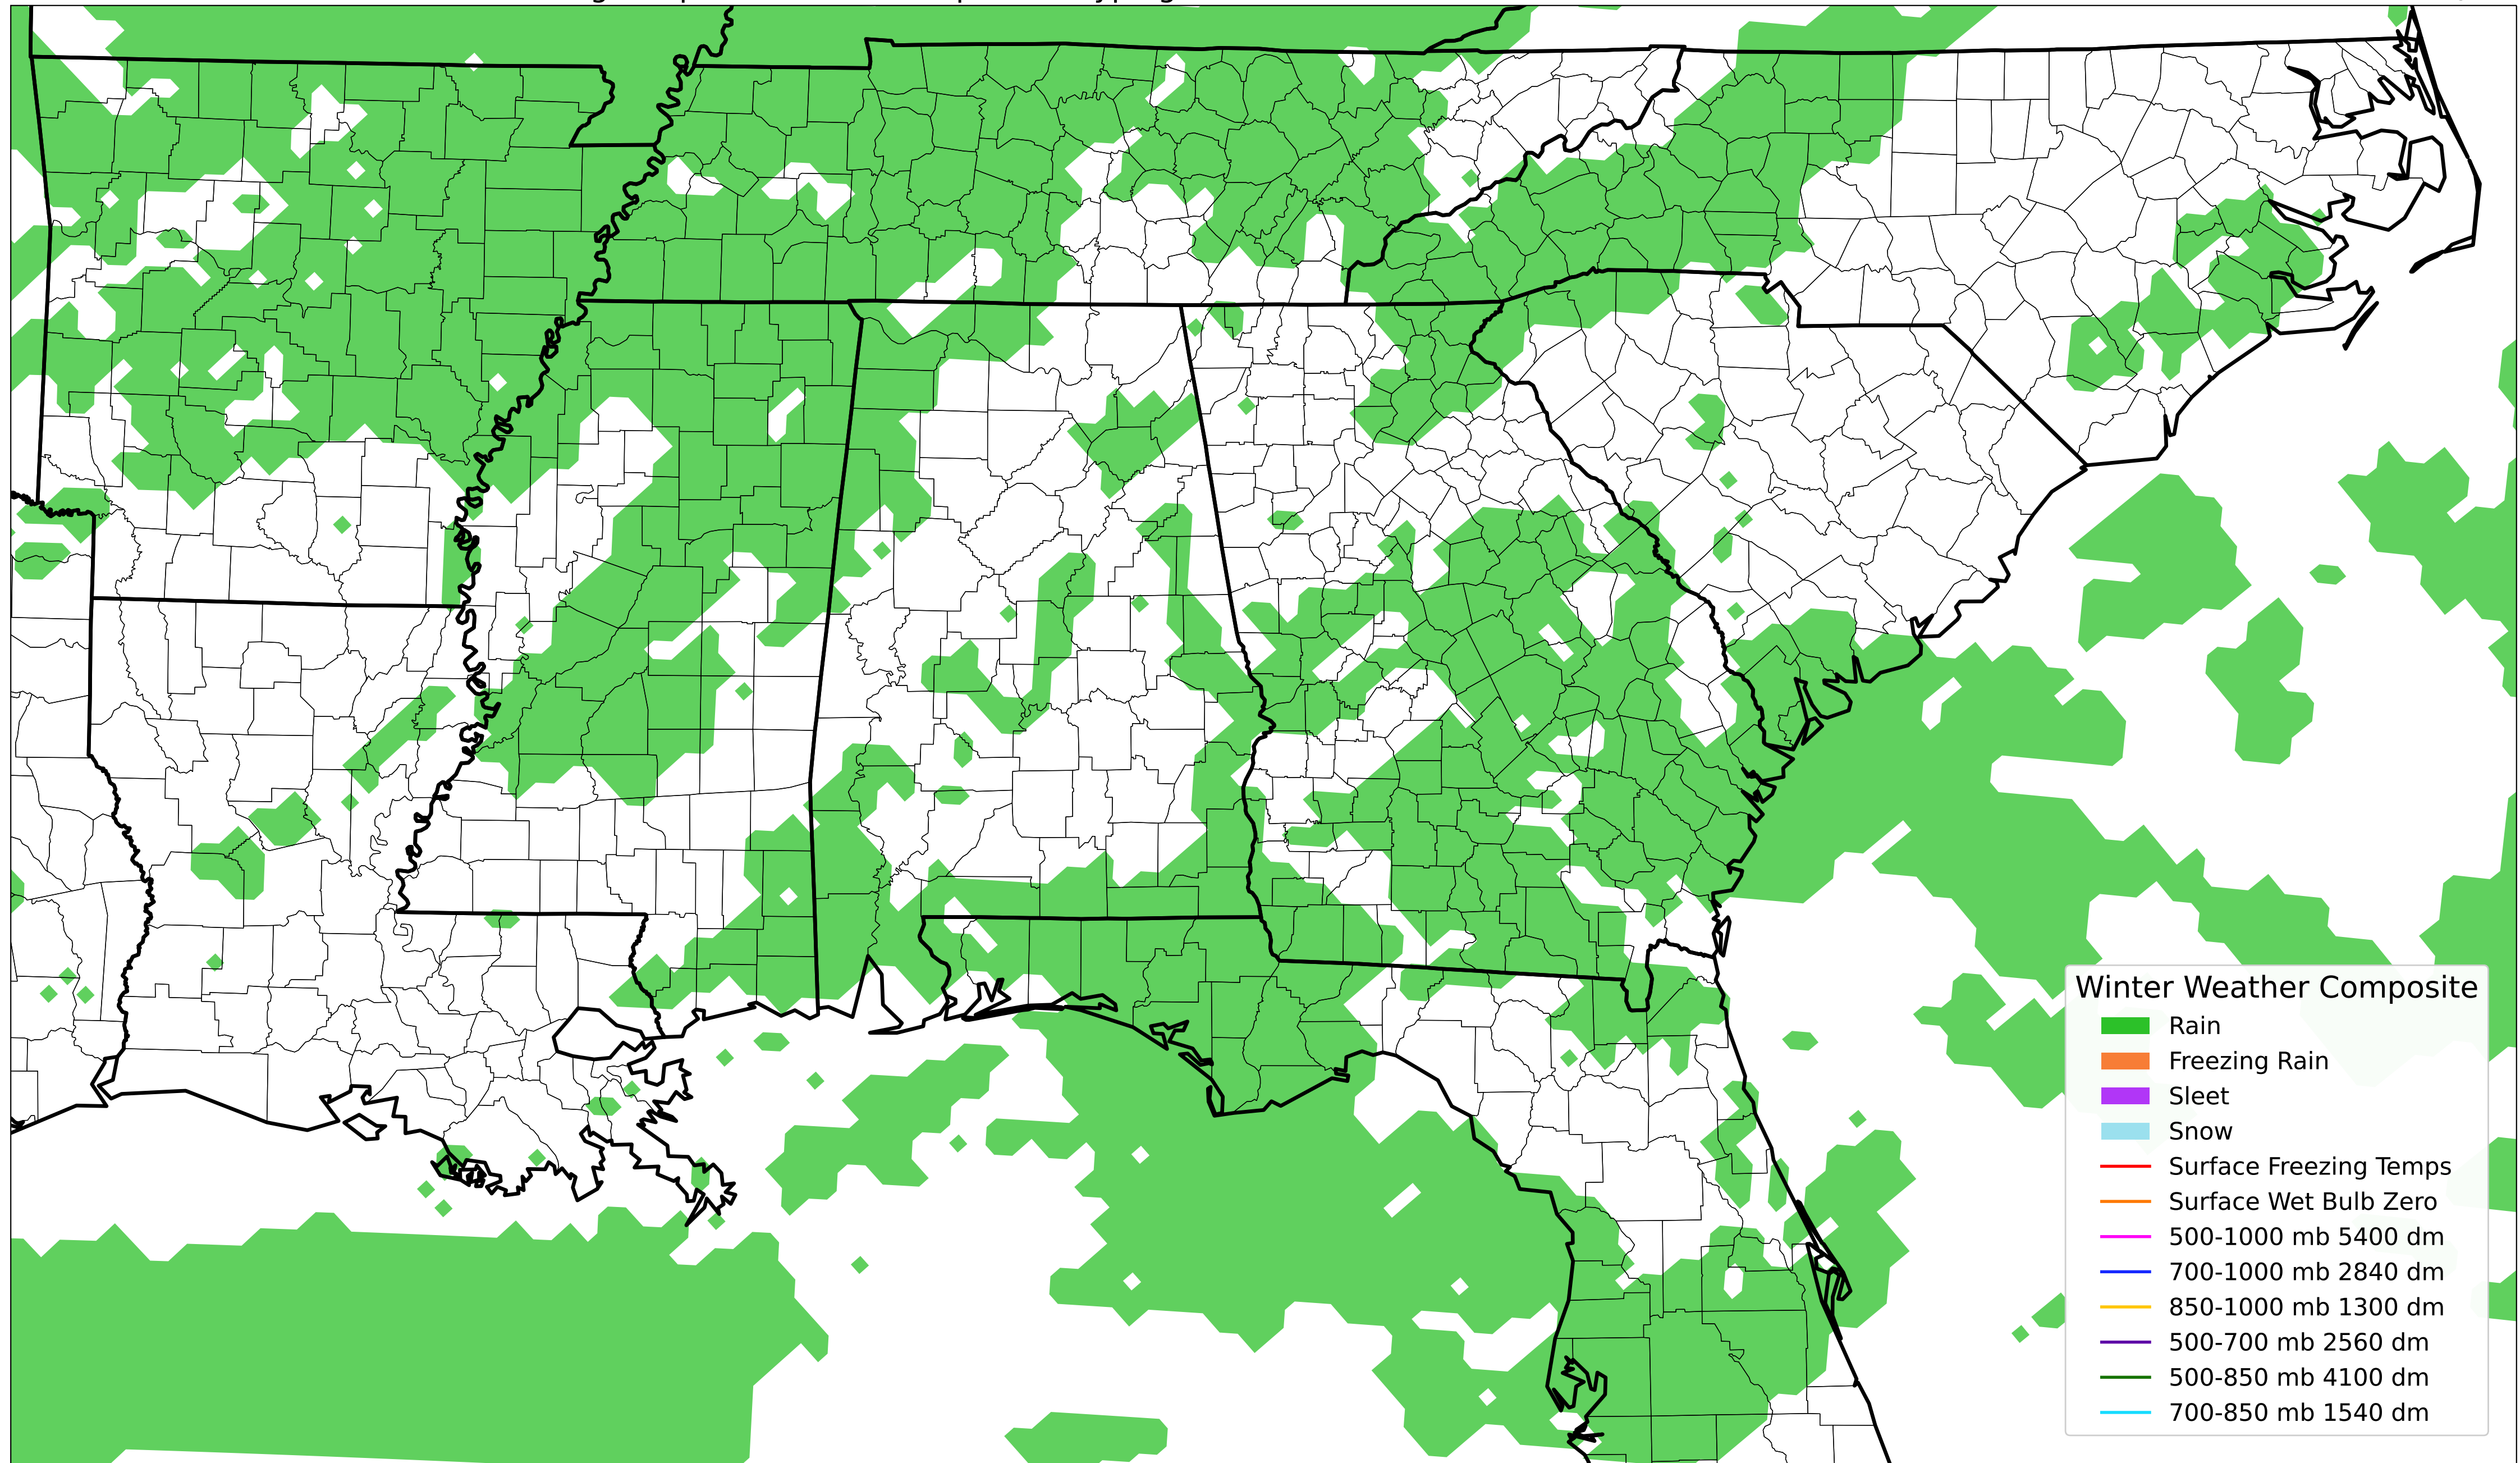 Winter Weather Composite
Rain
Freezing Rain
Sleet
Snow
Surface Freezing Temps
Surface Wet Bulb Zero
500-1000 mb 5400 dm
700-1000 mb 2840 dm
850-1000 mb 1300 dm
500-700 mb 2560 dm
500-850 mb 4100 dm
700-850 mb 1540 dm